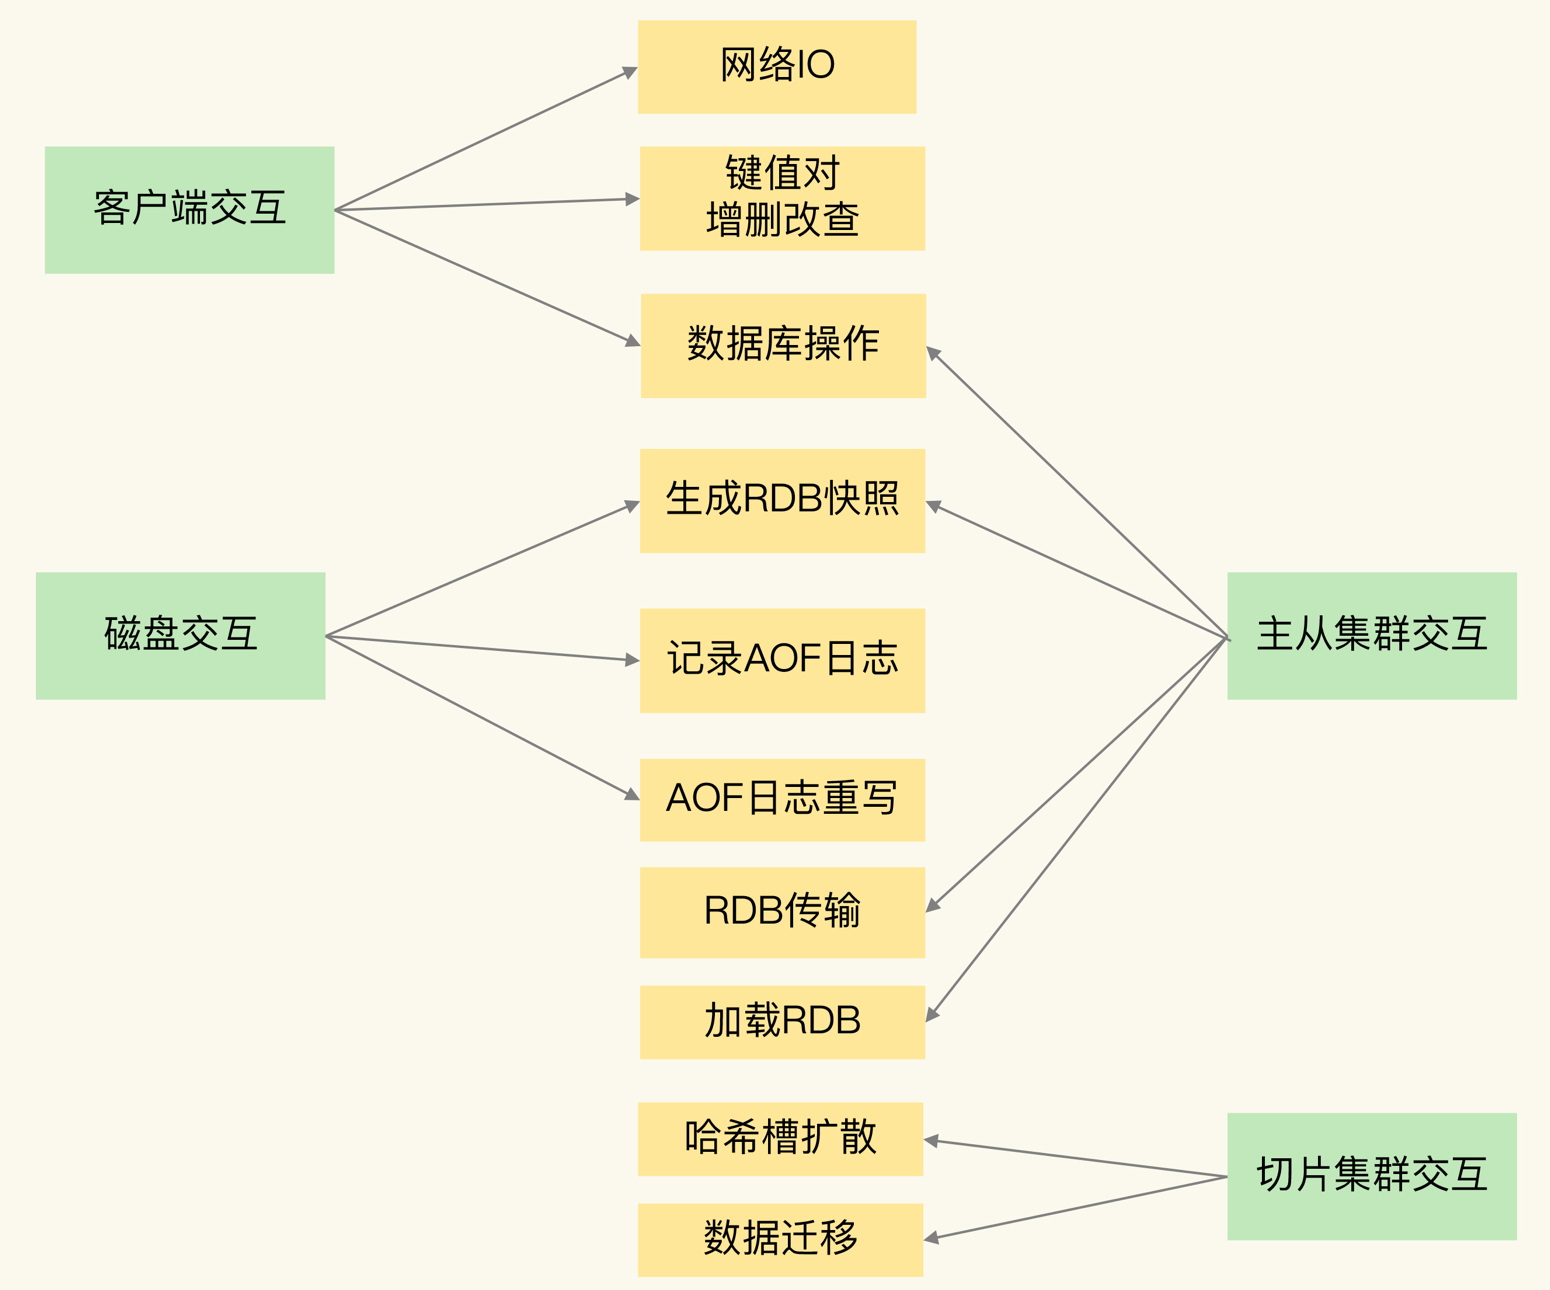 网络IO
客户端交互
键值对
增删改查
数据库操作
生成RDB快照
磁盘交互
记录AOF日志
主从集群交互
AOF日志重写
RDB传输
加载RDB
哈希槽扩散
切片集群交互
数据迁移